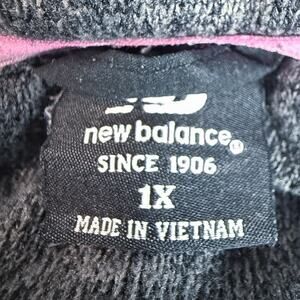 new balance®
SINCE 1906
1X
MADE IN VIETNAM